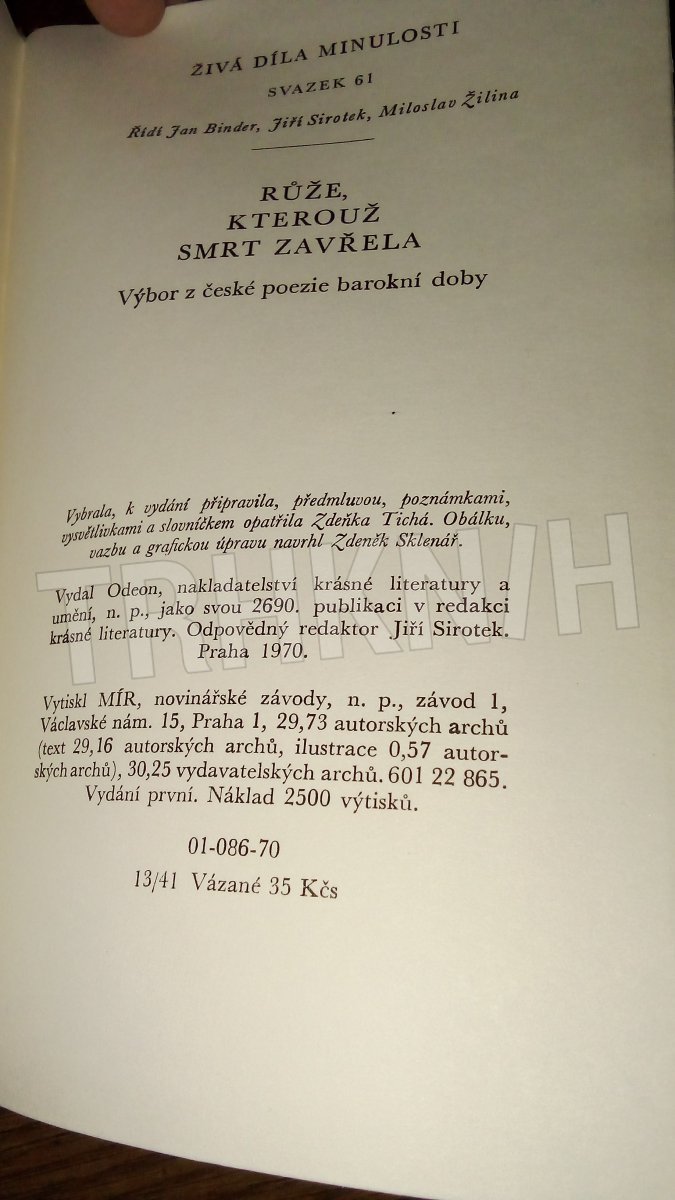 ŽIVÁ DÍLA MINULOSTI
SVAZEK 61
Řídí Jan Binder, Jiří Sirotek, Miloslav Žilina
RŮŽE,
KTEROUŽ
SMRT ZAVŘELA
Výbor z české poezie barokní doby
Vybrala, k vydání připravila, předmluvou, poznámkami,
vysvětlivkami a slovníčkem opatřila Zdeňka Tichá. Obálku,
vazbu a grafickou úpravu navrhl Zdeněk Sklenář.
Vydal Odeon, nakladatelství krásné literatury a
umění, n. p., jako svou 2690. publikaci v redakci
krásné literatury. Odpovědný redaktor Jiří Sirotek.
Praha 1970.
Vytiskl MÍR, novinářské závody, n. p., závod 1,
Václavské nám. 15, Praha 1, 29,73 autorských archů
(text 29,16 autorských archů, ilustrace 0,57 autor-
ských archů), 30,25 vydavatelských archů. 601 22 865.
Vydání první. Náklad 2500 výtisků.
01-086-70
13/41 Vázané 35 Kčs
TRHKNIH